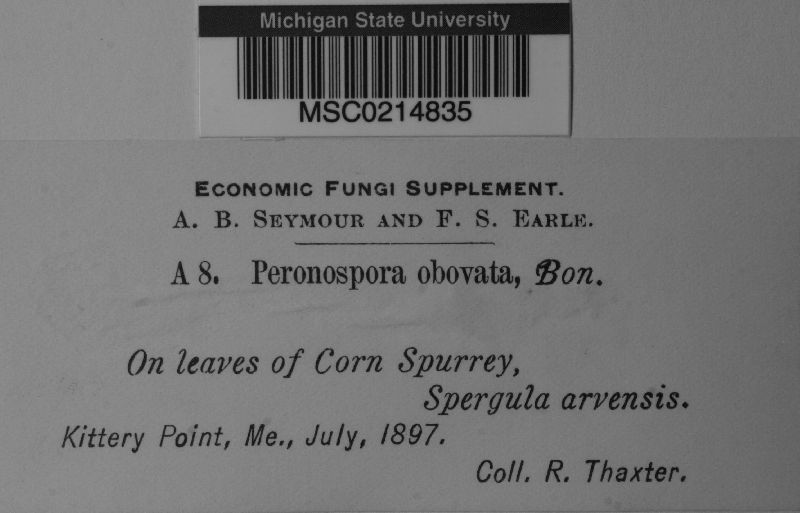 Michigan State University
MSC0214835
ECONOMIC FUNGI SUPPLEMENT.
A. B. SEYMOUR AND F. S. EARLE.
A 8. Peronospora obovata, Bon.
On leaves of Corn Spurrey,
Spergula arvensis.
Kittery Point, Me., July, 1897.
Coll. R. Thaxter.